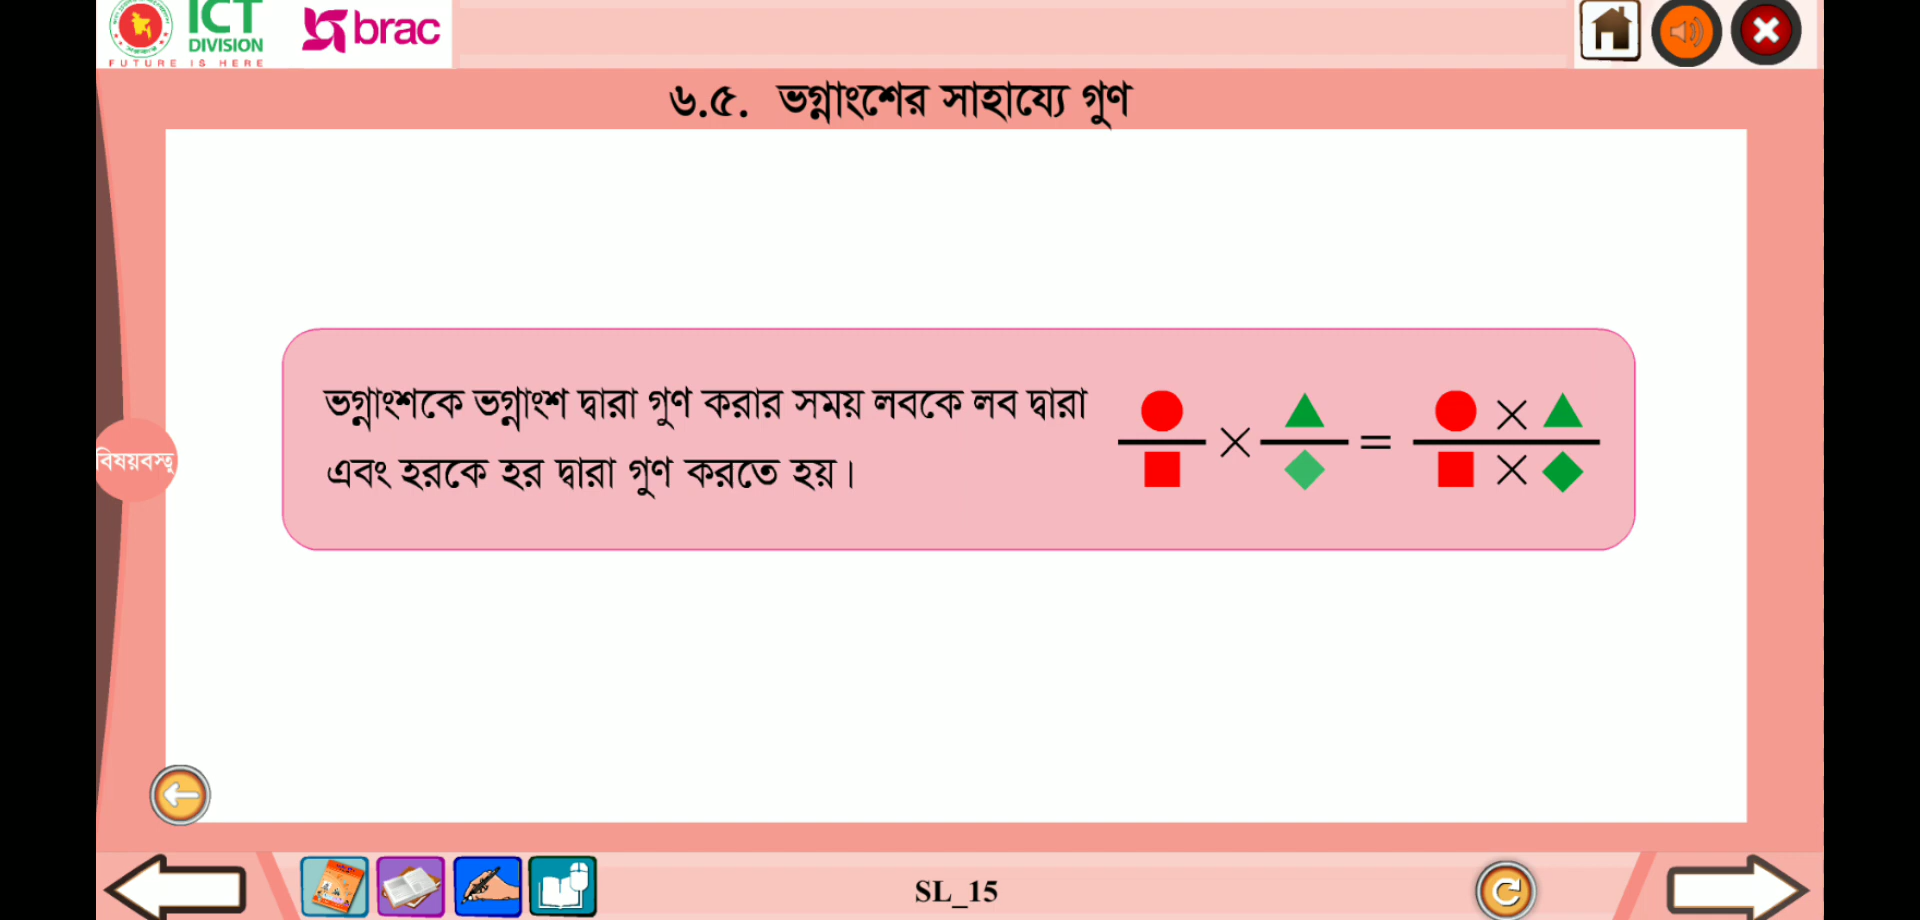 ICT
DIVISION
FUTURE IS HERE
brac
৬.৫. ভগ্নাংশের সাহায্যে গুণ
ভগ্নাংশকে ভগ্নাংশ দ্বারা গুণ করার সময় লবকে লব দ্বারা
এবং হরকে হর দ্বারা গুণ করতে হয়।
× = ×
×
বিষয়বস্তু
SL_15